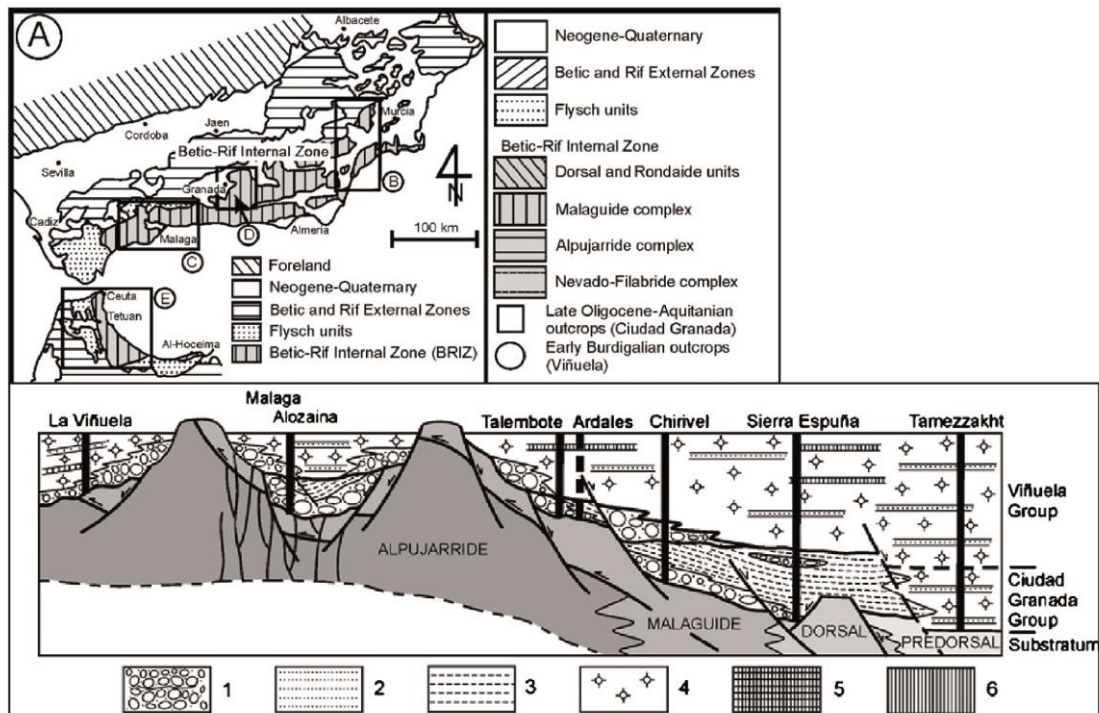 A
Albacete
Murcia
Jaen
Cordoba
Betic-Rif Internal Zone
Sevilla
Granada
B
N
Cadiz
Almeria
D
100 km
Malaga
C
E
Ceuta
Tetuan
Al-Hoceima
Foreland
Neogene-Quaternary
Betic and Rif External Zones
Flysch units
Betic-Rif Internal Zone (BRIZ)
Neogene-Quaternary
Betic and Rif External Zones
Flysch units
Betic-Rif Internal Zone
Dorsal and Rondaide units
Malaguide complex
Alpujarride complex
Nevado-Filabride complex
Late Oligocene-Aquitanian
outcrops (Ciudad Granada)
Early Burdigalian outcrops
(Viñuela)
La Viñuela
Malaga
Alozaina
Talembote
Ardales
Chirivel
Sierra Espuña
Tamezzakht
Viñuela
Group
Ciudad
Granada
Group
Substratum
ALPUJARRIDE
MALAGUIDE
DORSAL
PREDORSAL
1
2
3
4
5
6